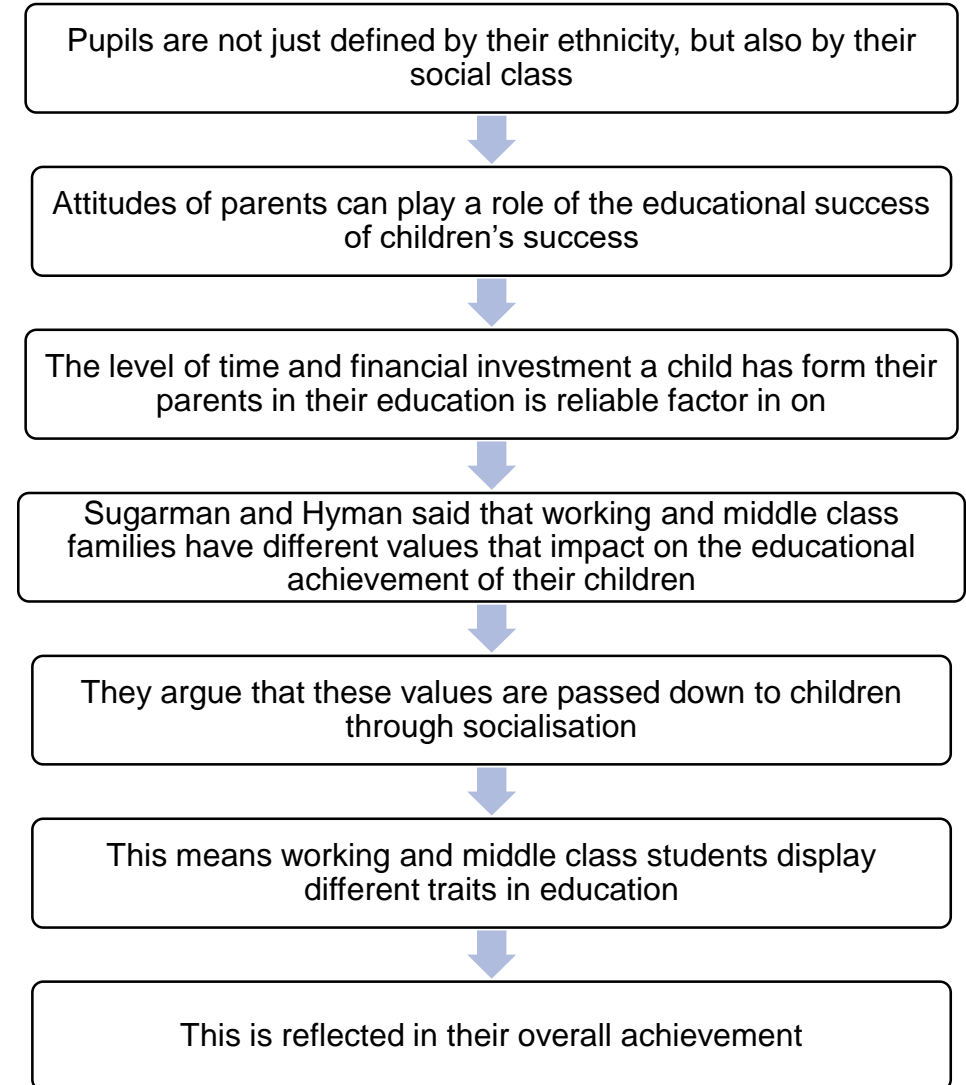 Pupils are not just defined by their ethnicity, but also by their
social class
Attitudes of parents can play a role of the educational success
of children’s success
The level of time and financial investment a child has form their
parents in their education is reliable factor in on
Sugarman and Hyman said that working and middle class
families have different values that impact on the educational
achievement of their children
They argue that these values are passed down to children
through socialisation
This means working and middle class students display
different traits in education
This is reflected in their overall achievement